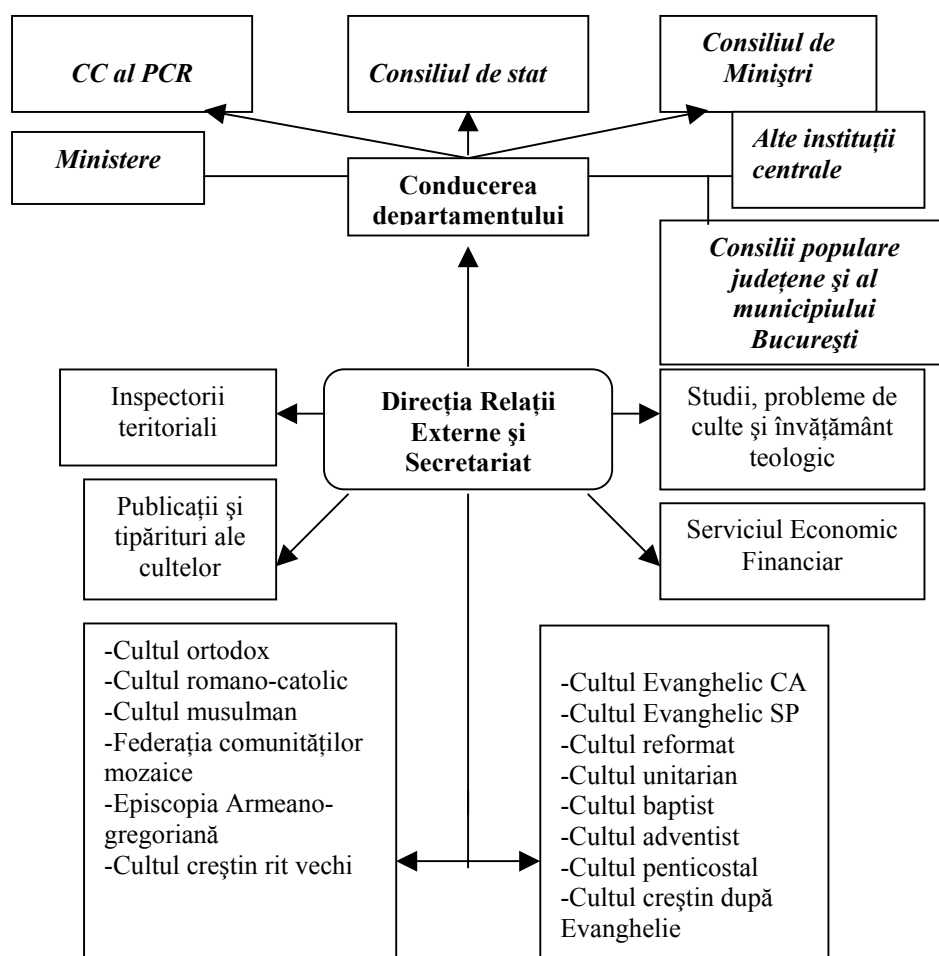 CC al PCR
Consiliul de stat
Consiliul de
Miniştri
Ministere
Conducerea
departamentului
Alte instituții
centrale
Consilii populare
județene şi al
municipiului
Bucureşti
Inspectorii
teritoriali
Direcția Relații
Externe şi
Secretariat
Studii, probleme de
culte şi învățământ
teologic
Publicații şi
tipărituri ale
cultelor
Serviciul Economic
Financiar
-Cultul ortodox
-Cultul romano-catolic
-Cultul musulman
-Federația comunităților
mozaice
-Episcopia Armeano-
gregoriană
-Cultul creştin rit vechi
-Cultul Evanghelic CA
-Cultul Evanghelic SP
-Cultul reformat
-Cultul unitarian
-Cultul baptist
-Cultul adventist
-Cultul penticostal
-Cultul creştin după
Evanghelie